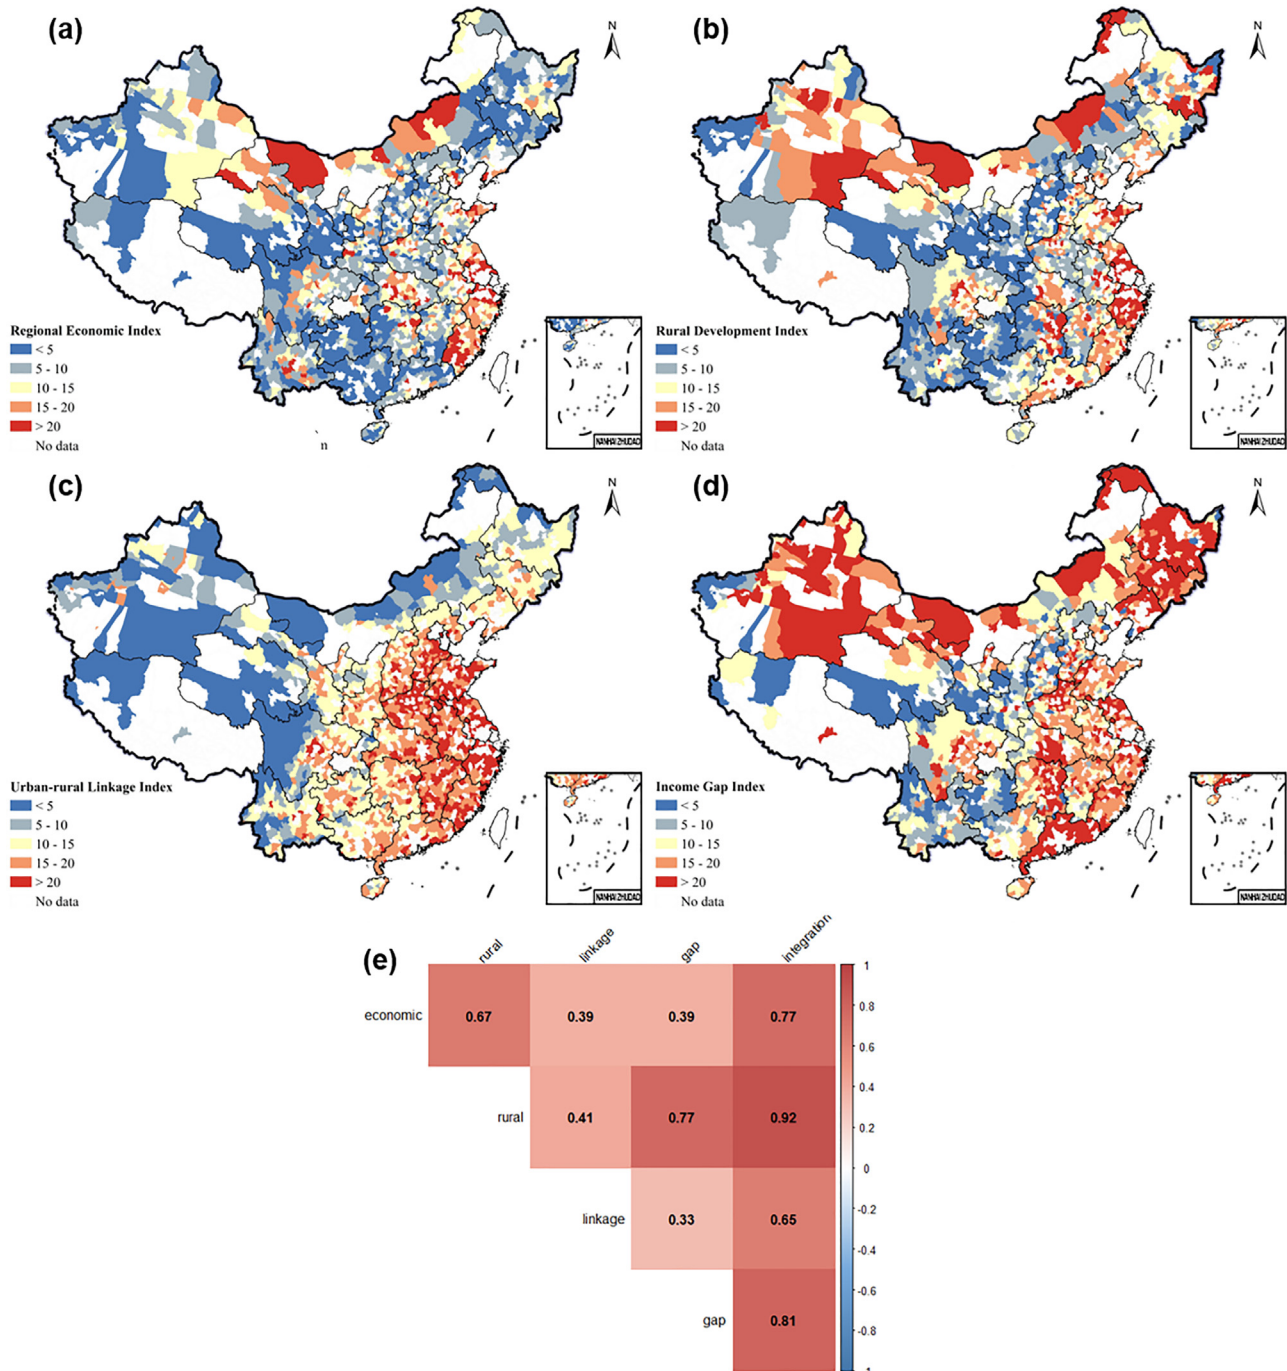 (a)
N
Regional Economic Index
< 5
5 - 10
10 - 15
15 - 20
> 20
No data
n
NANHAI ZHUDAO
(b)
N
Rural Development Index
< 5
5 - 10
10 - 15
15 - 20
> 20
No data
NANHAI ZHUDAO
(c)
N
Urban-rural Linkage Index
< 5
5 - 10
10 - 15
15 - 20
> 20
No data
NANHAI ZHUDAO
(d)
N
Income Gap Index
< 5
5 - 10
10 - 15
15 - 20
> 20
No data
NANHAI ZHUDAO
(e)
rural linkage gap integration
economic 0.67 0.39 0.39 0.77
rural 0.41 0.77 0.92
linkage 0.33 0.65
gap 0.81
1
0.8
0.6
0.4
0.2
0
-0.2
-0.4
-0.6
-0.8